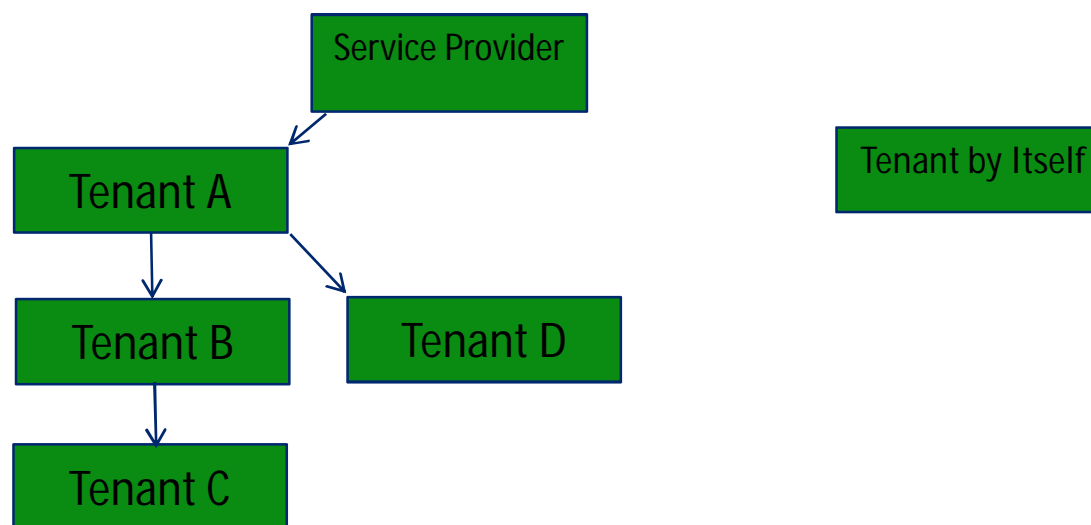 Service Provider
Tenant by Itself
Tenant A
Tenant B
Tenant D
Tenant C